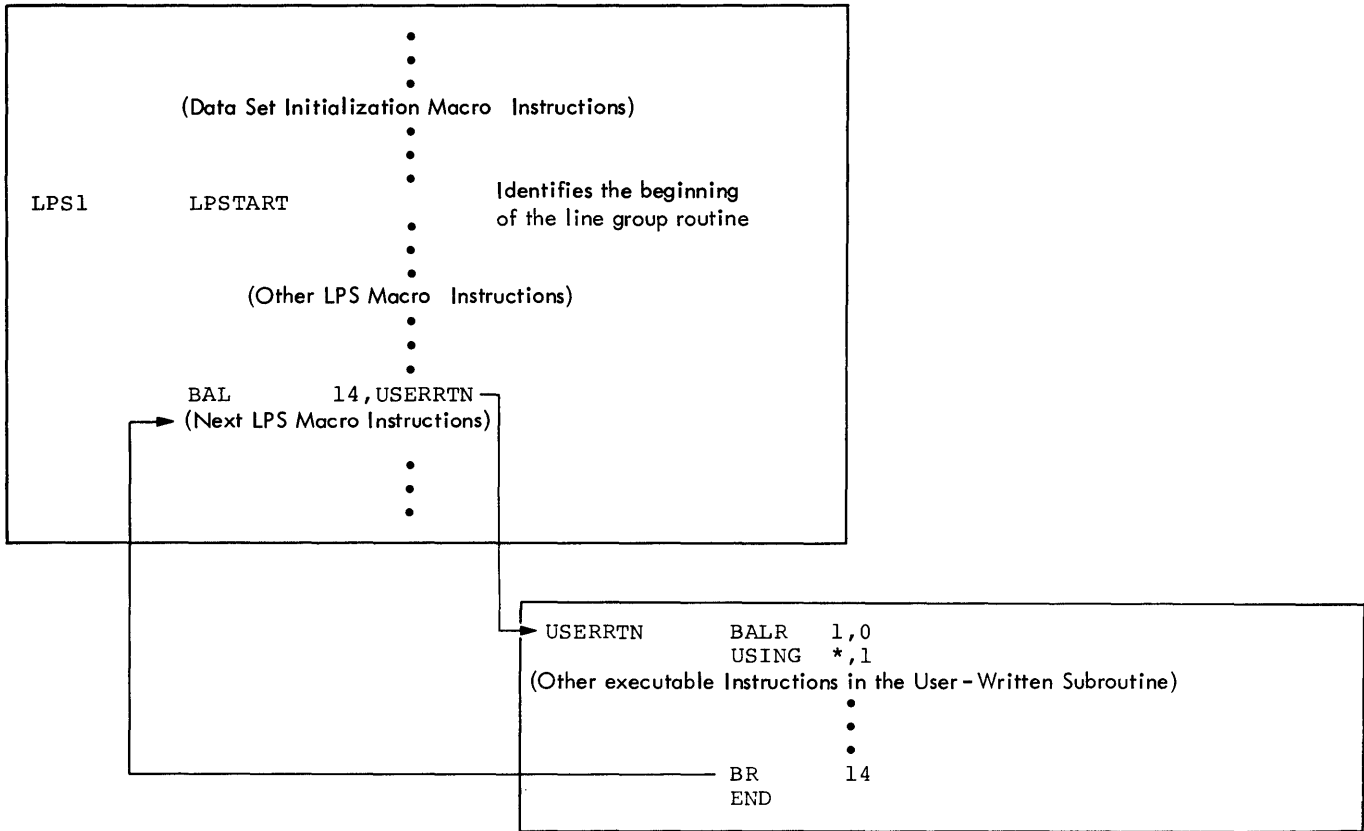 (Data Set Initialization Macro Instructions)
LPS1 LPSTART Identifies the beginning
of the line group routine
(Other LPS Macro Instructions)
BAL 14,USERRTN
(Next LPS Macro Instructions)
USERRTN BALR 1,0
USING *,1
(Other executable Instructions in the User-Written Subroutine)
BR 14
END